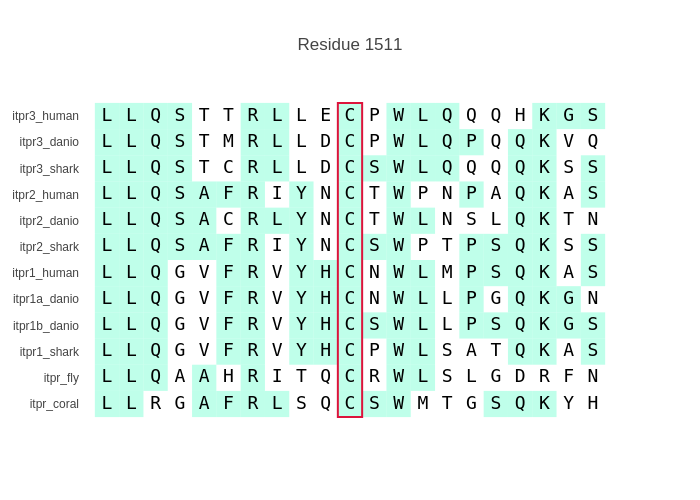 Residue 1511
itpr3_human L L Q S T T R L L E C P W L Q Q Q H K G S
itpr3_danio L L Q S T M R L L D C P W L Q P Q Q K V Q
itpr3_shark L L Q S T C R L L D C S W L Q Q Q Q K S S
itpr2_human L L Q S A F R I Y N C T W P N P A Q K A S
itpr2_danio L L Q S A C R L Y N C T W L N S L Q K T N
itpr2_shark L L Q S A F R I Y N C S W P T P S Q K S S
itpr1_human L L Q G V F R V Y H C N W L M P S Q K A S
itpr1a_danio L L Q G V F R V Y H C N W L L P G Q K G N
itpr1b_danio L L Q G V F R V Y H C S W L L P S Q K G S
itpr1_shark L L Q G V F R V Y H C P W L S A T Q K A S
itpr_fly L L Q A A H R I T Q C R W L S L G D R F N
itpr_coral L L R G A F R L S Q C S W M T G S Q K Y H